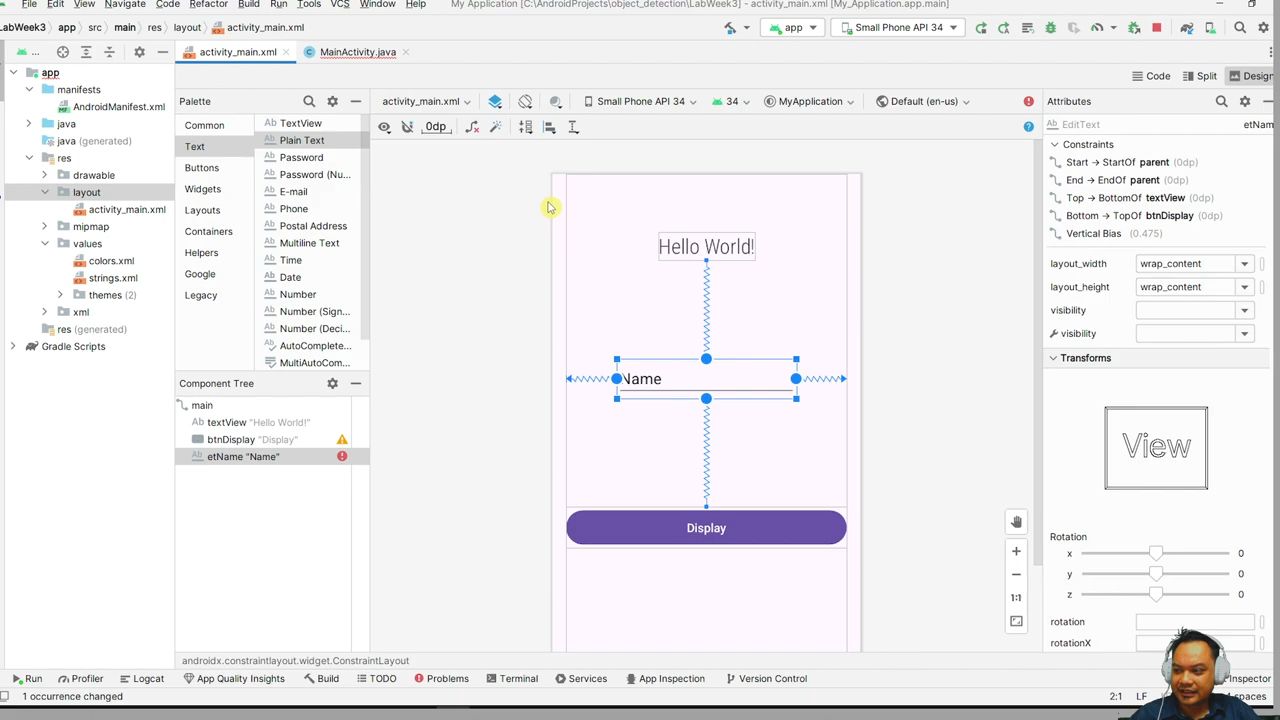 File Edit View Navigate Code Refactor Build Run Tools VCS Window Help My Application [C:\AndroidProjects\object_detection\LabWeek3] - activity_main.xml [My_Application.app.main]
LabWeek3 app src main res layout activity_main.xml app Small Phone API 34
... activity_main.xml MainActivity.java
Code Split Design
app
manifests
AndroidManifest.xml
java
java (generated)
res
drawable
layout
activity_main.xml
mipmap
values
colors.xml
strings.xml
themes (2)
xml
res (generated)
Gradle Scripts
Palette
Common
Text
Buttons
Widgets
Layouts
Containers
Helpers
Google
Legacy
TextView
Plain Text
Password
Password (Nu...
E-mail
Phone
Postal Address
Multiline Text
Time
Date
Number
Number (Sign...
Number (Deci...
AutoComplete...
MultiAutoCom...
Component Tree
main
textView "Hello World!"
btnDisplay "Display"
etName "Name"
activity_main.xml Small Phone API 34 34 MyApplication Default (en-us)
0dp
Hello World!
Name
Display
1:1
Attributes
Ab EditText etNam
Constraints
Start → StartOf parent (0dp)
End → EndOf parent (0dp)
Top → BottomOf textView (0dp)
Bottom → TopOf btnDisplay (0dp)
Vertical Bias (0.475)
layout_width wrap_content
layout_height wrap_content
visibility
visibility
Transforms
View
Rotation
x 0
y 0
z 0
rotation
rotationX
androidx.constraintlayout.widget.ConstraintLayout
Run Profiler Logcat App Quality Insights Build TODO Problems Terminal Services App Inspection Version Control Inspector
1 occurrence changed 2:1 LF spaces